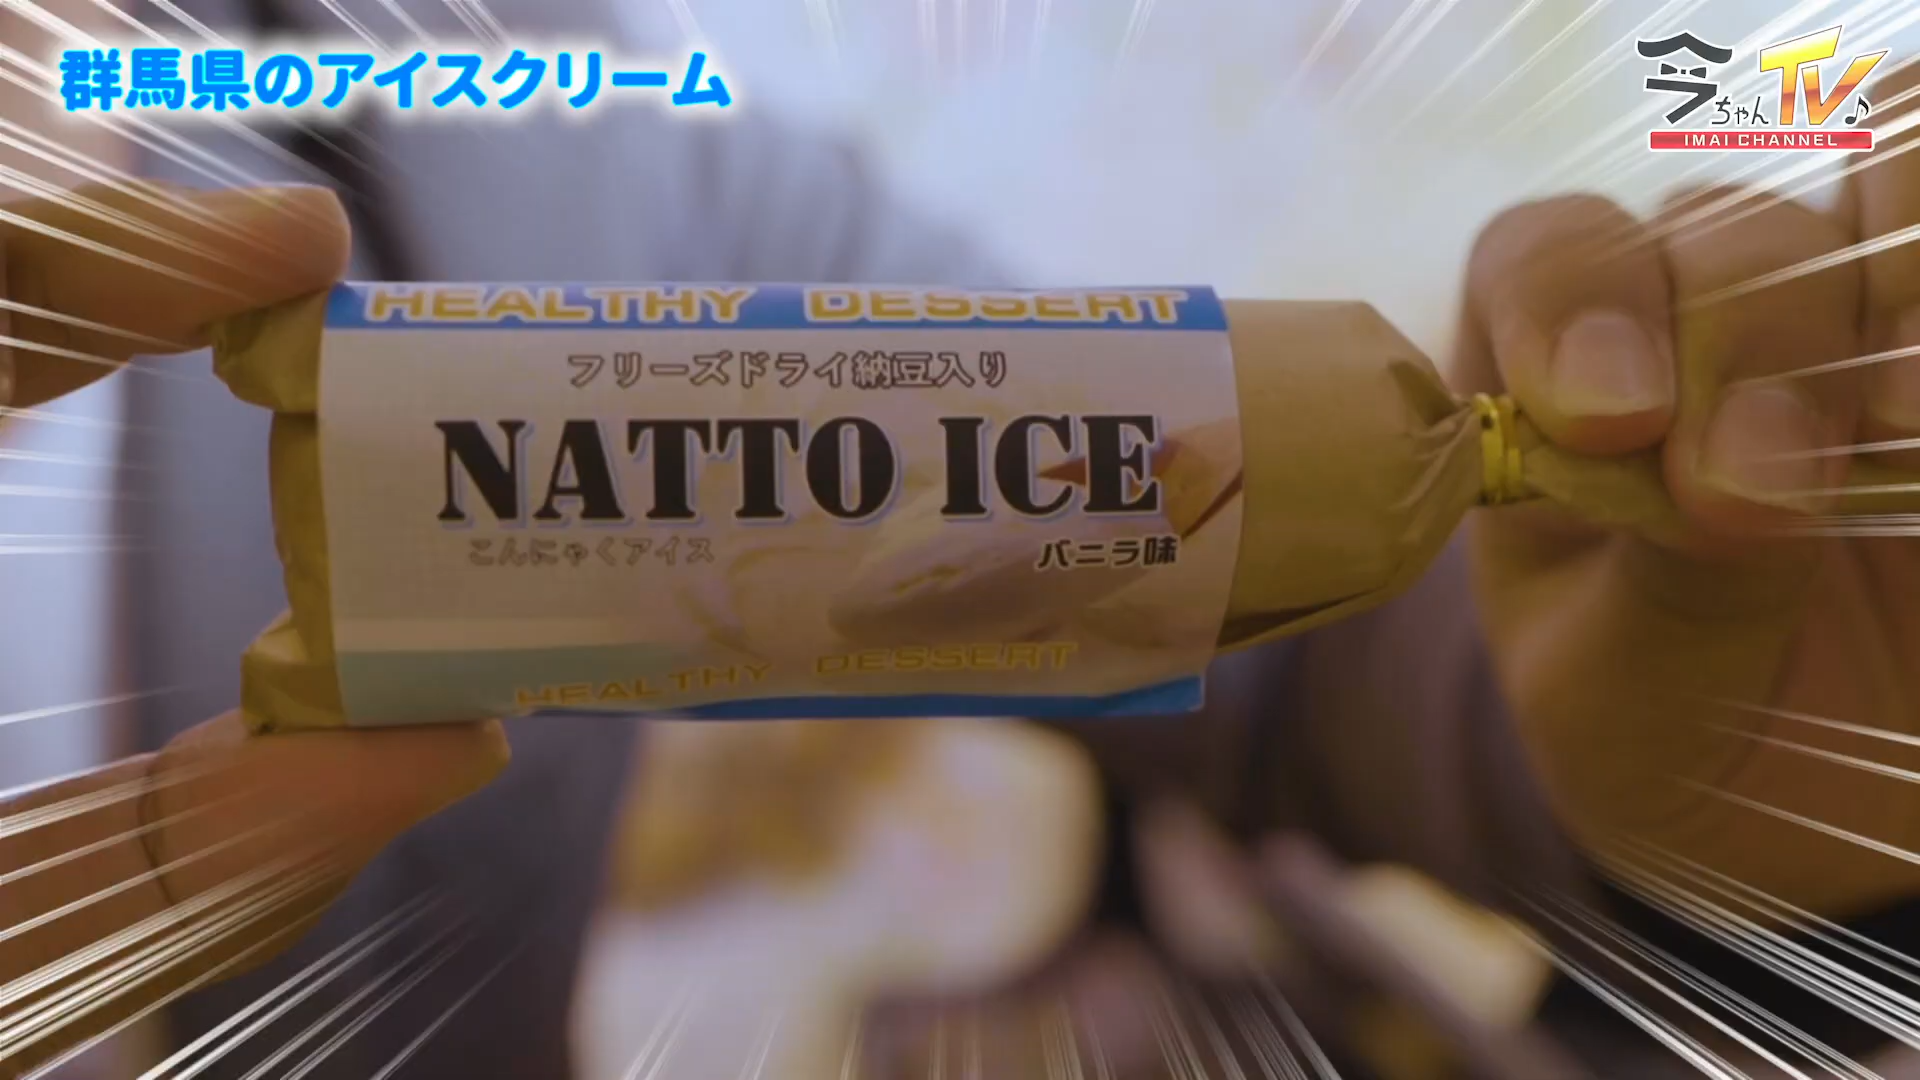 群馬県のアイスクリーム
今ちゃんTV♪
IMAI CHANNEL
HEALTHY DESSERT
フリーズドライ納豆入り
NATTO ICE
こんにゃくアイス
バニラ味
HEALTHY DESSERT